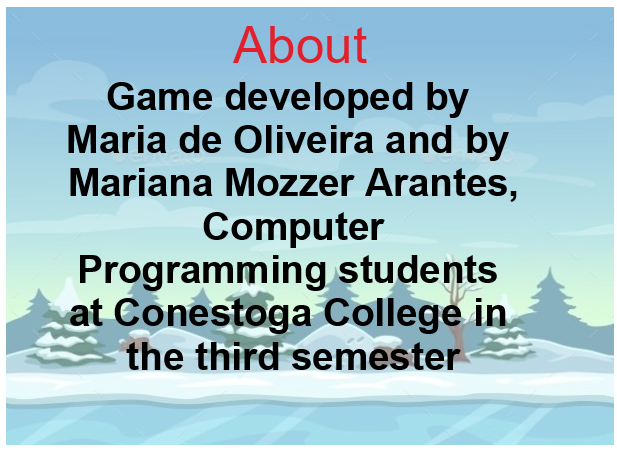 About
Game developed by
Maria de Oliveira and by
Mariana Mozzer Arantes,
Computer
Programming students
at Conestoga College in
the third semester